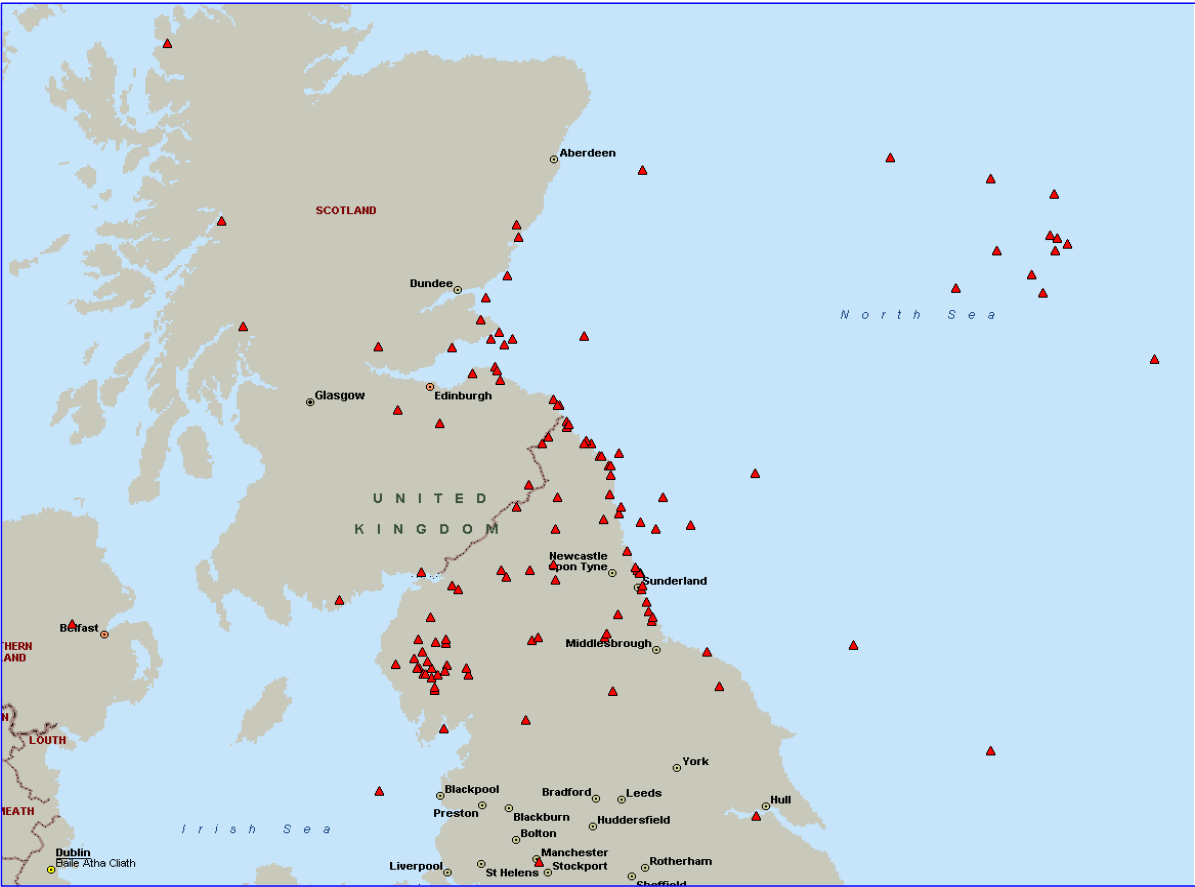 Aberdeen
SCOTLAND
Dundee
North Sea
Glasgow
Edinburgh
UNITED
KINGDOM
Newcastle
upon Tyne
Sunderland
Belfast
THERN
LAND
Middlesbrough
N
LOUTH
York
Blackpool
Bradford
Leeds
Hull
Preston
Blackburn
MEATH
Huddersfield
Irish Sea
Bolton
Dublin
Baile Átha Cliath
Manchester
Liverpool
St Helens
Stockport
Rotherham
Sheffield